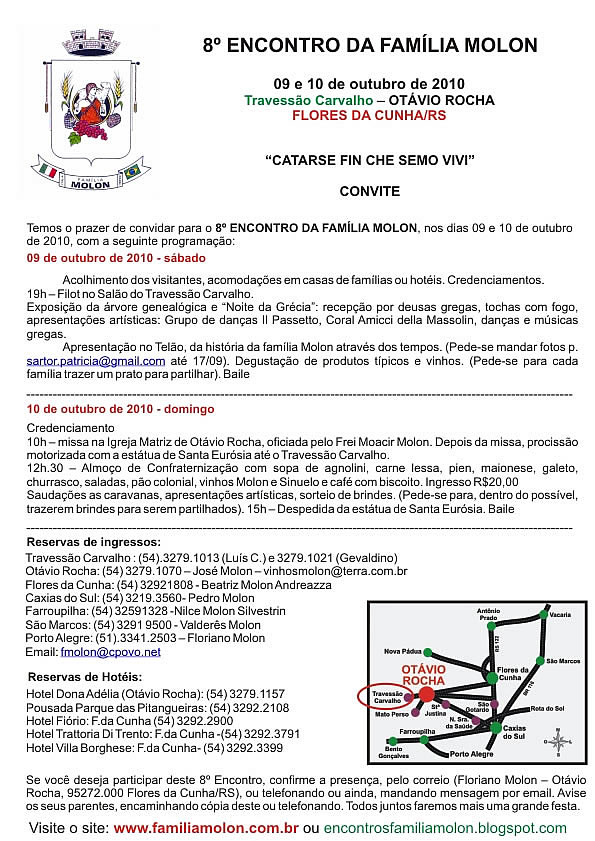 8º ENCONTRO DA FAMÍLIA MOLON
09 e 10 de outubro de 2010
Travessão Carvalho – OTÁVIO ROCHA
FLORES DA CUNHA/RS
FAMÍLIA
MOLON
“CATARSE FIN CHE SEMO VIVI”
CONVITE
Temos o prazer de convidar para o 8º ENCONTRO DA FAMÍLIA MOLON, nos dias 09 e 10 de outubro
de 2010, com a seguinte programação:
09 de outubro de 2010 - sábado
Acolhimento dos visitantes, acomodações em casas de famílias ou hotéis. Credenciamentos.
19h – Filot no Salão do Travessão Carvalho.
Exposição da árvore genealógica e “Noite da Grécia”: recepção por deusas gregas, tochas com fogo,
apresentações artísticas: Grupo de danças Il Passetto, Coral Amicci della Massolin, danças e músicas
gregas.
Apresentação no Telão, da história da família Molon através dos tempos. (Pede-se mandar fotos p.
sartor.patricia@gmail.com até 17/09). Degustação de produtos típicos e vinhos. (Pede-se para cada
família trazer um prato para partilhar). Baile
10 de outubro de 2010 - domingo
Credenciamento
10h – missa na Igreja Matriz de Otávio Rocha, oficiada pelo Frei Moacir Molon. Depois da missa, procissão
motorizada com a estátua de Santa Eurósia até o Travessão Carvalho.
12h.30 – Almoço de Confraternização com sopa de agnolini, carne lessa, pien, maionese, galeto,
churrasco, saladas, pão colonial, vinhos Molon e Sinuelo e café com biscoito. Ingresso R$20,00
Saudações as caravanas, apresentações artísticas, sorteio de brindes. (Pede-se para, dentro do possível,
trazerem brindes para serem partilhados). 15h – Despedida da estátua de Santa Eurósia. Baile
Reservas de ingressos:
Travessão Carvalho : (54).3279.1013 (Luís C.) e 3279.1021 (Gevaldino)
Otávio Rocha: (54) 3279.1070 – José Molon – vinhosmolon@terra.com.br
Flores da Cunha: (54) 32921808 - Beatriz Molon Andreazza
Caxias do Sul: (54) 3219.3560- Pedro Molon
Farroupilha: (54) 32591328 -Nilce Molon Silvestrin
São Marcos: (54) 3291 9500 - Valderês Molon
Porto Alegre: (51).3341.2503 – Floriano Molon
Email: fmolon@cpovo.net
Reservas de Hotéis:
Hotel Dona Adélia (Otávio Rocha): (54) 3279.1157
Pousada Parque das Pitangueiras: (54) 3292.2108
Hotel Fiório: F.da Cunha (54) 3292.2900
Hotel Trattoria Di Trento: F.da Cunha -(54) 3292.3791
Hotel Villa Borghese: F.da Cunha- (54) 3292.3399
Antônio
Prado
Vacaria
RS 122
Nova Pádua
São Marcos
OTÁVIO
ROCHA
Flores da
Cunha
BR 116
Travessão
Carvalho
Mato Perso
Stª
Justina
São
Gotardo
Rota do Sol
N. Sra.
da Saúde
Caxias
do Sul
Farroupilha
Bento
Gonçalves
Porto Alegre
Se você deseja participar deste 8º Encontro, confirme a presença, pelo correio (Floriano Molon – Otávio
Rocha, 95272.000 Flores da Cunha/RS), ou telefonando ou ainda, mandando mensagem por email. Avise
os seus parentes, encaminhando cópia deste ou telefonando. Todos juntos faremos mais uma grande festa.
Visite o site: www.familiamolon.com.br ou encontrosfamiliamolon.blogspot.com